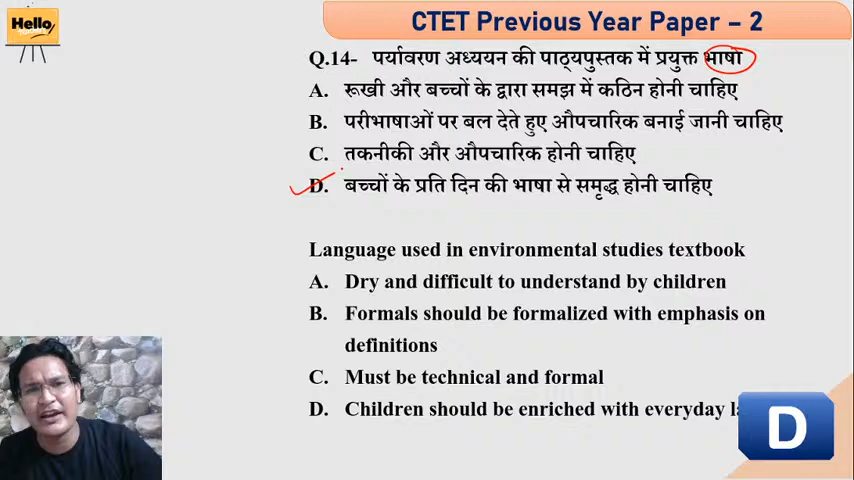 Hello
CTET Previous Year Paper – 2
Q.14- पर्यावरण अध्ययन की पाठ्यपुस्तक में प्रयुक्त भाषो
A. रूखी और बच्चों के द्वारा समझ में कठिन होनी चाहिए
B. परीभाषाओं पर बल देते हुए औपचारिक बनाई जानी चाहिए
C. तकनीकी और औपचारिक होनी चाहिए
D. बच्चों के प्रति दिन की भाषा से समृद्ध होनी चाहिए
Language used in environmental studies textbook
A. Dry and difficult to understand by children
B. Formals should be formalized with emphasis on
definitions
C. Must be technical and formal
D. Children should be enriched with everyday
D